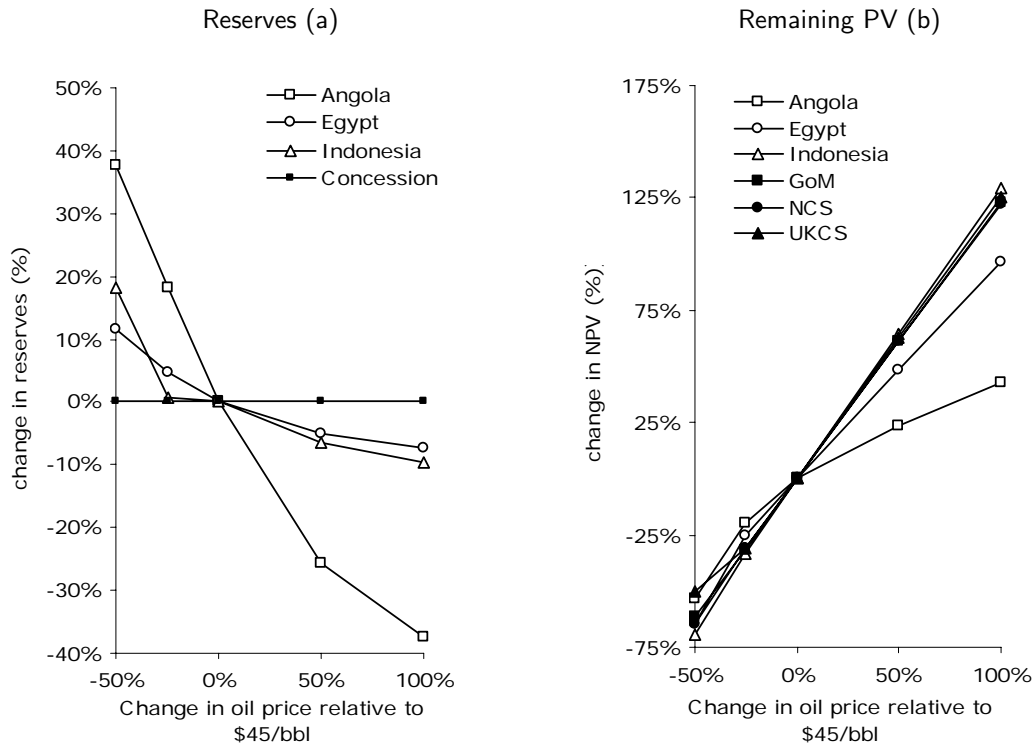 Reserves (a)
50%
40%
30%
20%
10%
0%
-10%
-20%
-30%
-40%
change in reserves (%)
Angola
Egypt
Indonesia
Concession
-50% 0% 50% 100%
Change in oil price relative to
$45/bbl
Remaining PV (b)
175%
125%
75%
25%
-25%
-75%
change in NPV (%)
Angola
Egypt
Indonesia
GoM
NCS
UKCS
-50% 0% 50% 100%
Change in oil price relative to
$45/bbl